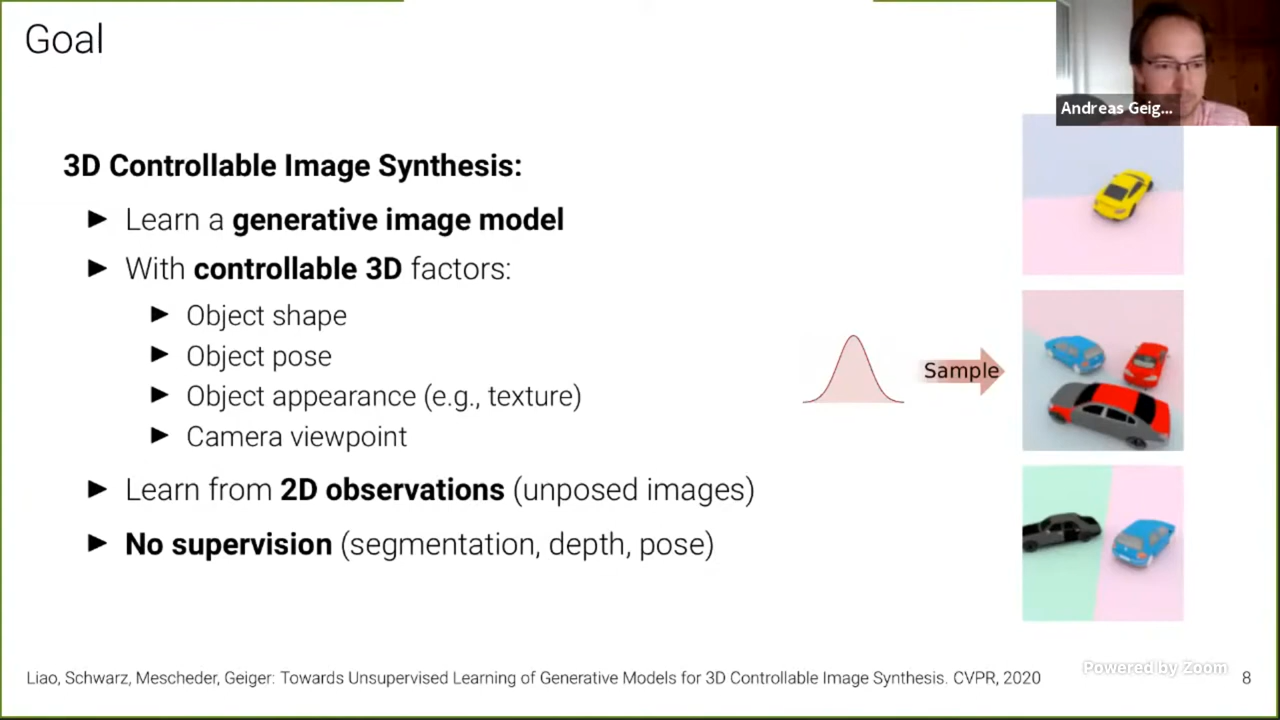 Goal
Andreas Geig...
3D Controllable Image Synthesis:
► Learn a generative image model
► With controllable 3D factors:
► Object shape
► Object pose
► Object appearance (e.g., texture)
► Camera viewpoint
Sample
► Learn from 2D observations (unposed images)
► No supervision (segmentation, depth, pose)
Powered by Zoom
Liao, Schwarz, Mescheder, Geiger: Towards Unsupervised Learning of Generative Models for 3D Controllable Image Synthesis. CVPR, 2020
8